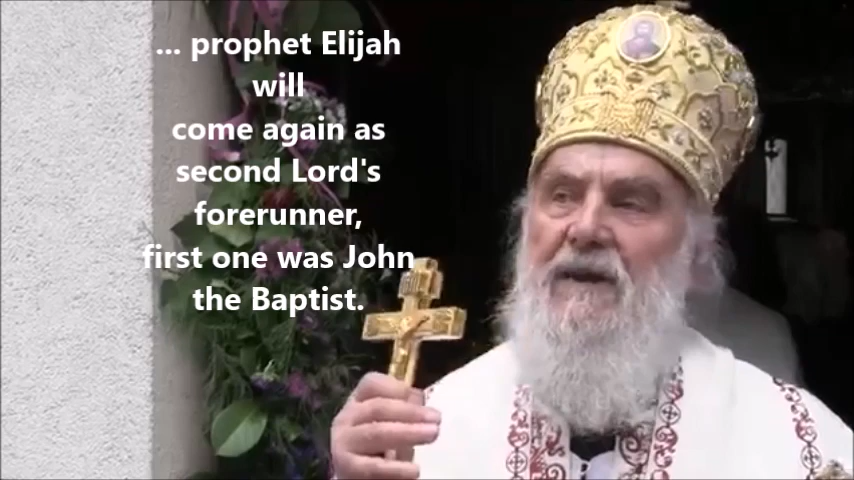 ... prophet Elijah
will
come again as
second Lord's
forerunner,
first one was John
the Baptist.